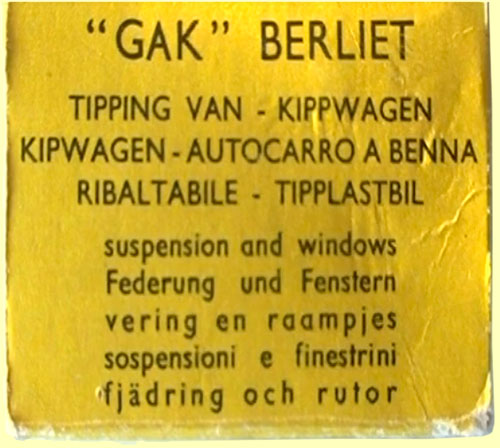 “GAK” BERLIET
TIPPING VAN - KIPPWAGEN
KIPWAGEN - AUTOCARRO A BENNA
RIBALTABILE - TIPPLASTBIL
suspension and windows
Federung und Fenstern
vering en raampjes
sospensioni e finestrini
fjädring och rutor